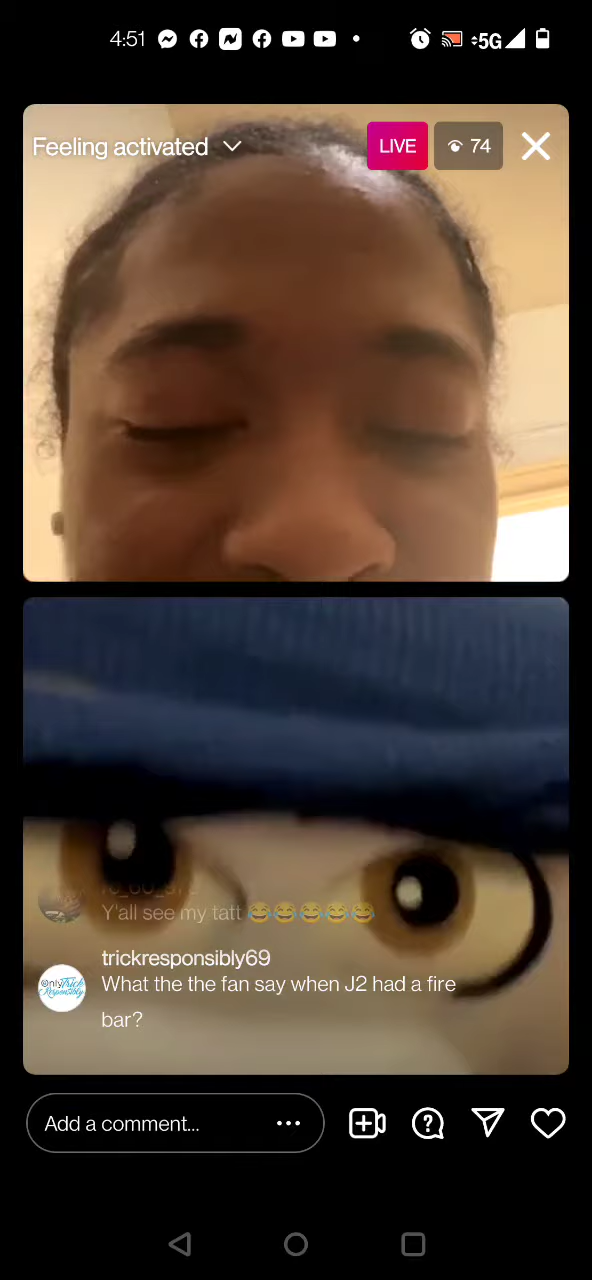 4:51
5G
Feeling activated
LIVE
74
Y'all see my tatt 😂😂😂😂😂
trickresponsibly69
What the the fan say when J2 had a fire
bar?
Add a comment...